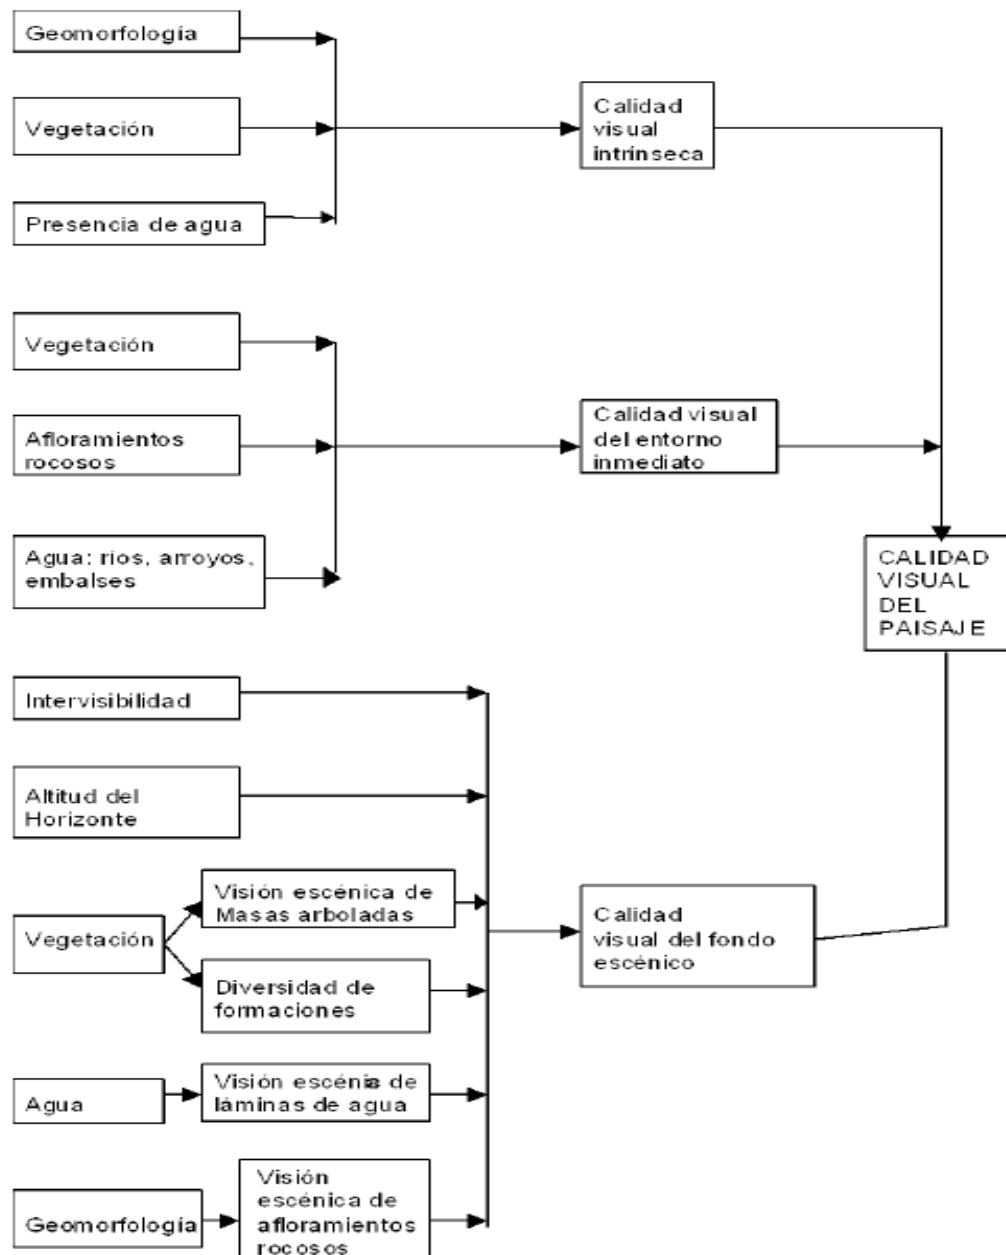 Geomorfología
Vegetación
Presencia de agua
Calidad
visual
intrínseca
Vegetación
Afloramientos
rocosos
Agua: ríos, arroyos,
embalses
Calidad visual
del entorno
inmediato
CALIDAD
VISUAL
DEL
PAISAJE
Intervisibilidad
Altitud del
Horizonte
Vegetación
Visión escénica de
Masas arboladas
Diversidad de
formaciones
Agua
Visión de
láminas de agua
Geomorfología
Visión
escénica de
afloramientos
rocosos
Calidad
visual del fondo
escénico